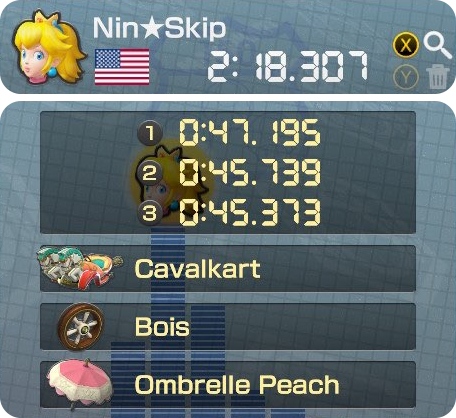 Nin★Skip
2:18.307
X
Y
1 0:47.195
2 0:45.739
3 0:45.373
Cavalkart
Bois
Ombrelle Peach